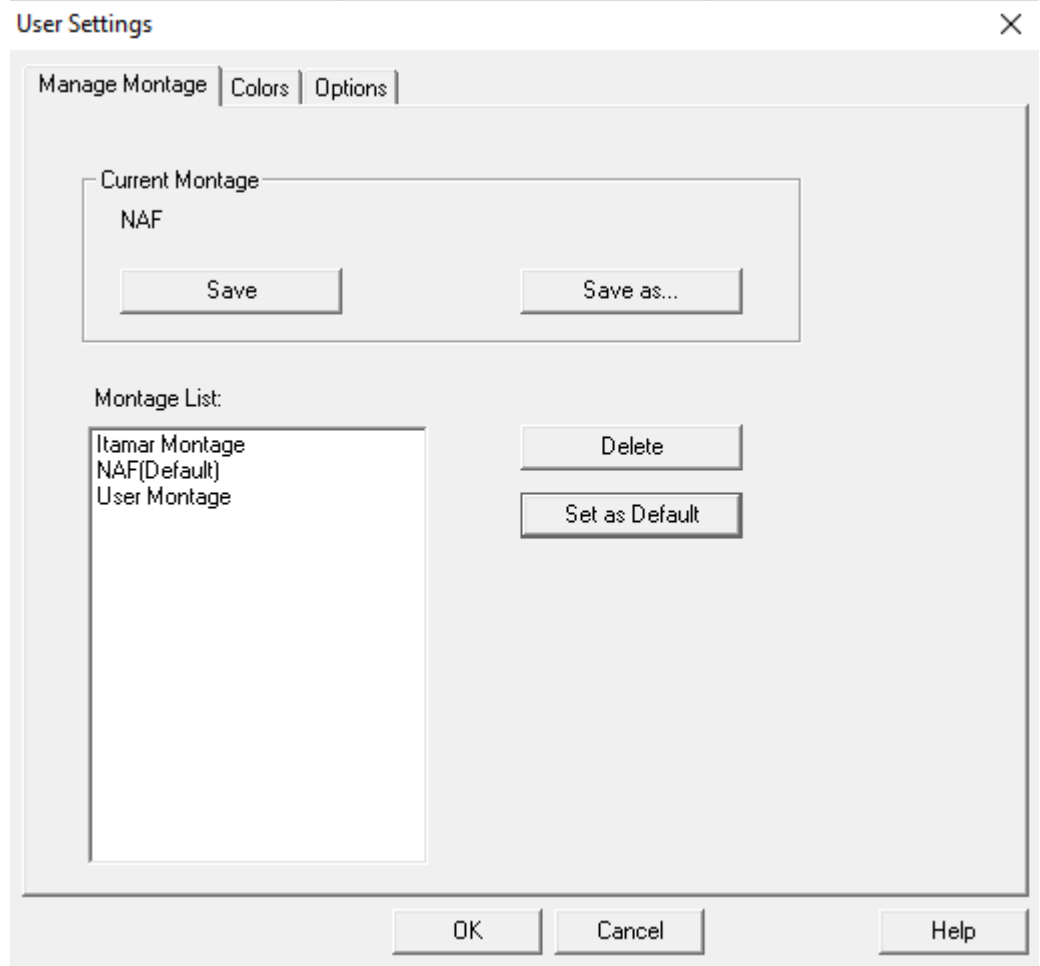 User Settings
Manage Montage Colors Options
Current Montage
NAF
Save Save as...
Montage List:
Itamar Montage
NAF(Default)
User Montage
Delete
Set as Default
OK Cancel Help